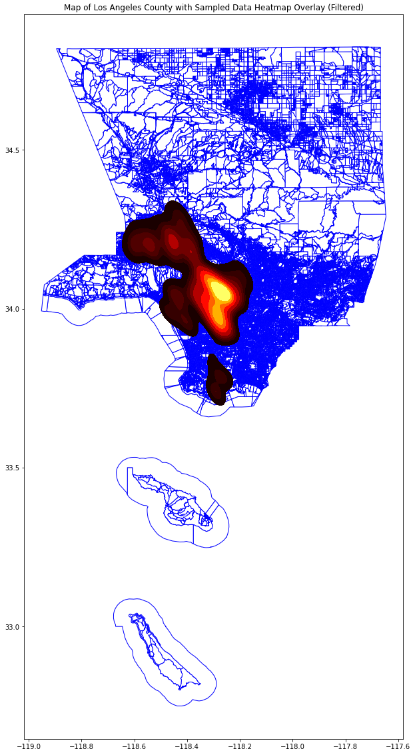 Map of Los Angeles County with Sampled Data Heatmap Overlay (Filtered)
34.5
34.0
33.5
33.0
−119.0 −118.8 −118.6 −118.4 −118.2 −118.0 −117.8 −117.6